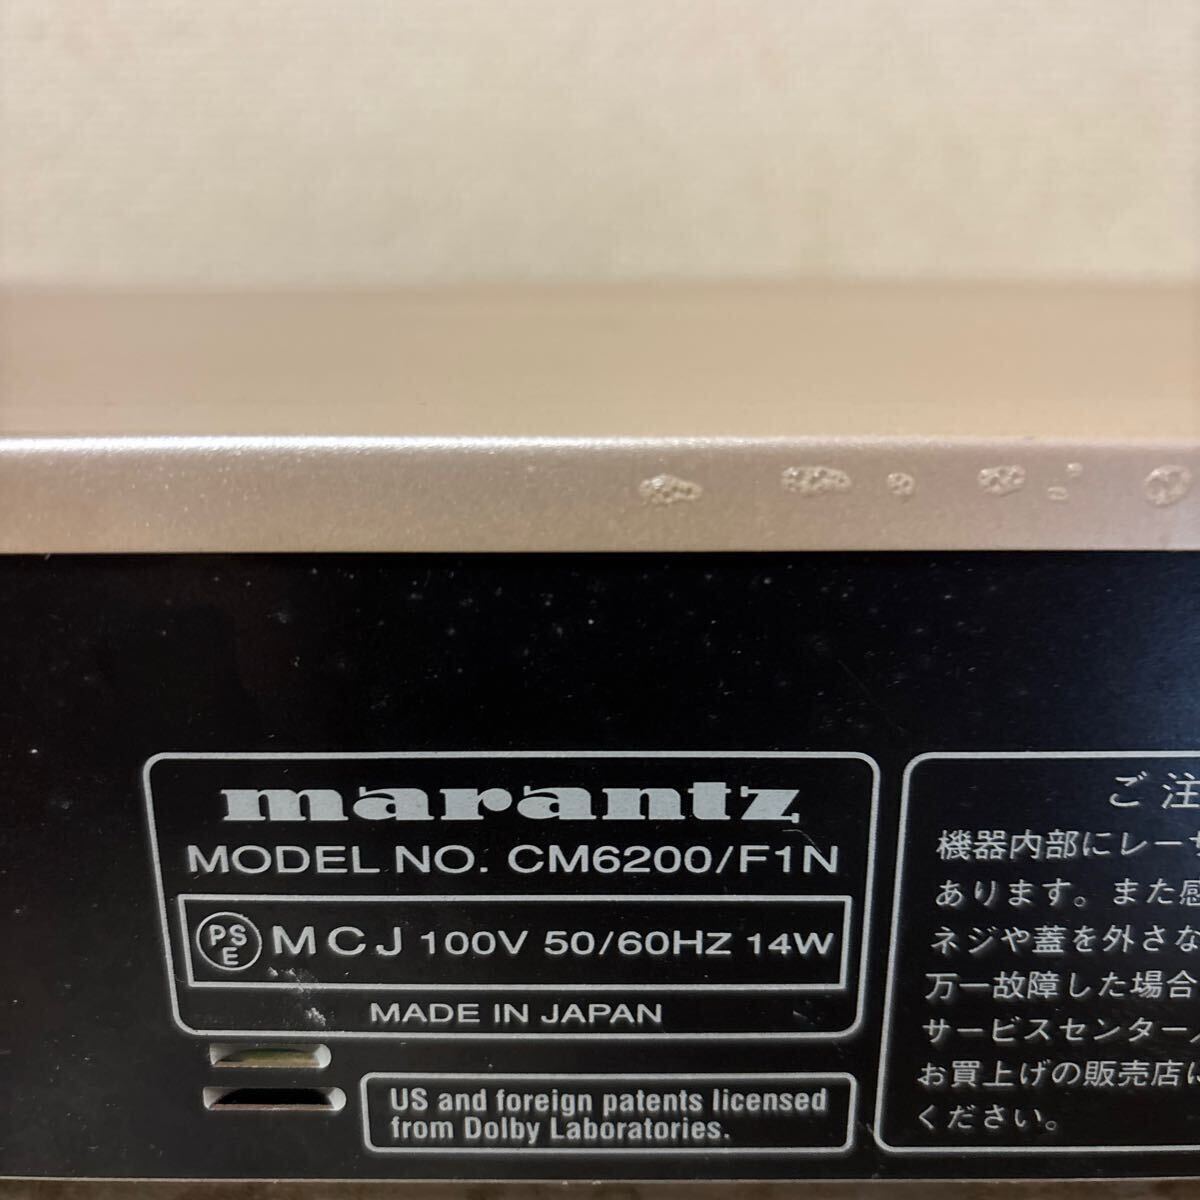 marantz
MODEL NO. CM6200/F1N
PSE MCJ 100V 50/60HZ 14W
MADE IN JAPAN
US and foreign patents licensed
from Dolby Laboratories.
ご注
機器内部にレーザ
あります。また感
ネジや蓋を外さな
万一故障した場合
サービスセンター
お買上げの販売店に
ください。